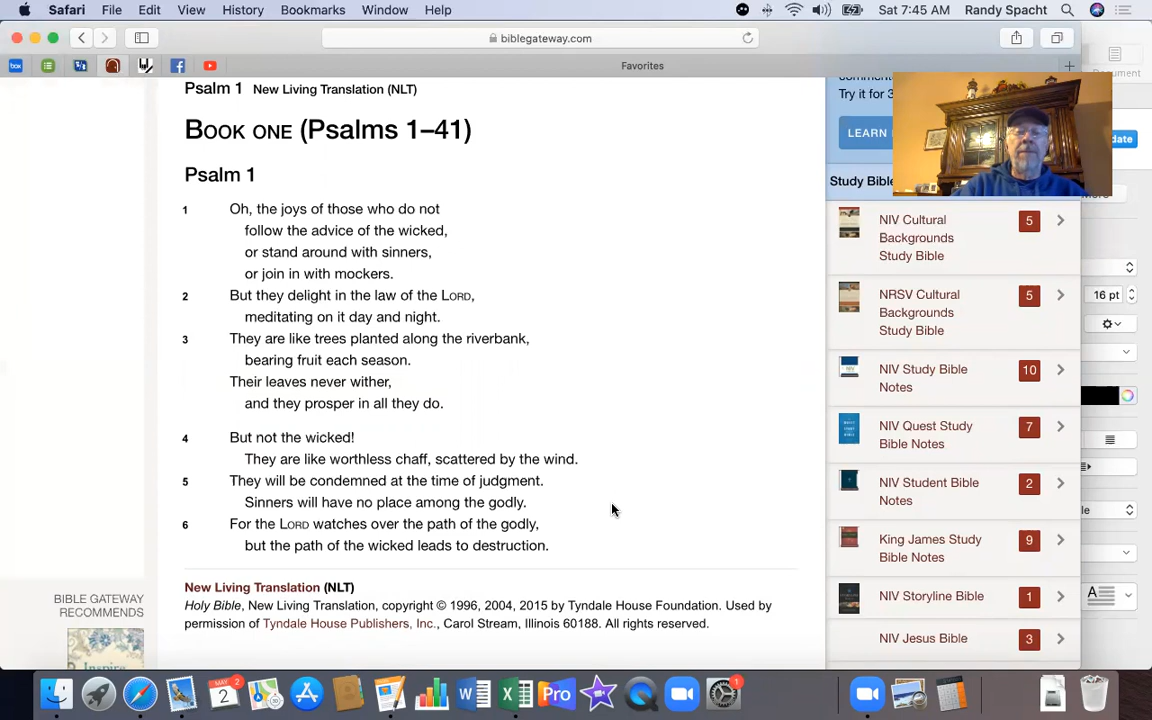 Safari File Edit View History Bookmarks Window Help Sat 7:45 AM Randy Spacht
biblegateway.com
box
Favorites
Document
Psalm 1 New Living Translation (NLT)
Try it for 3
LEARN
date
BOOK ONE (Psalms 1–41)
Psalm 1
Study Bible
1 Oh, the joys of those who do not
follow the advice of the wicked,
or stand around with sinners,
or join in with mockers.
2 But they delight in the law of the LORD,
meditating on it day and night.
3 They are like trees planted along the riverbank,
bearing fruit each season.
Their leaves never wither,
and they prosper in all they do.
4 But not the wicked!
They are like worthless chaff, scattered by the wind.
5 They will be condemned at the time of judgment.
Sinners will have no place among the godly.
6 For the LORD watches over the path of the godly,
but the path of the wicked leads to destruction.
New Living Translation (NLT)
Holy Bible, New Living Translation, copyright © 1996, 2004, 2015 by Tyndale House Foundation. Used by
permission of Tyndale House Publishers, Inc., Carol Stream, Illinois 60188. All rights reserved.
BIBLE GATEWAY
RECOMMENDS
Inspire
NIV Cultural
Backgrounds
Study Bible
5
NRSV Cultural
Backgrounds
Study Bible
5
NIV Study Bible
Notes
10
NIV Quest Study
Bible Notes
7
NIV Student Bible
Notes
2
King James Study
Bible Notes
9
NIV Storyline Bible
1
NIV Jesus Bible
3
16 pt
A
MAY
2
2
W
X
Pro
1